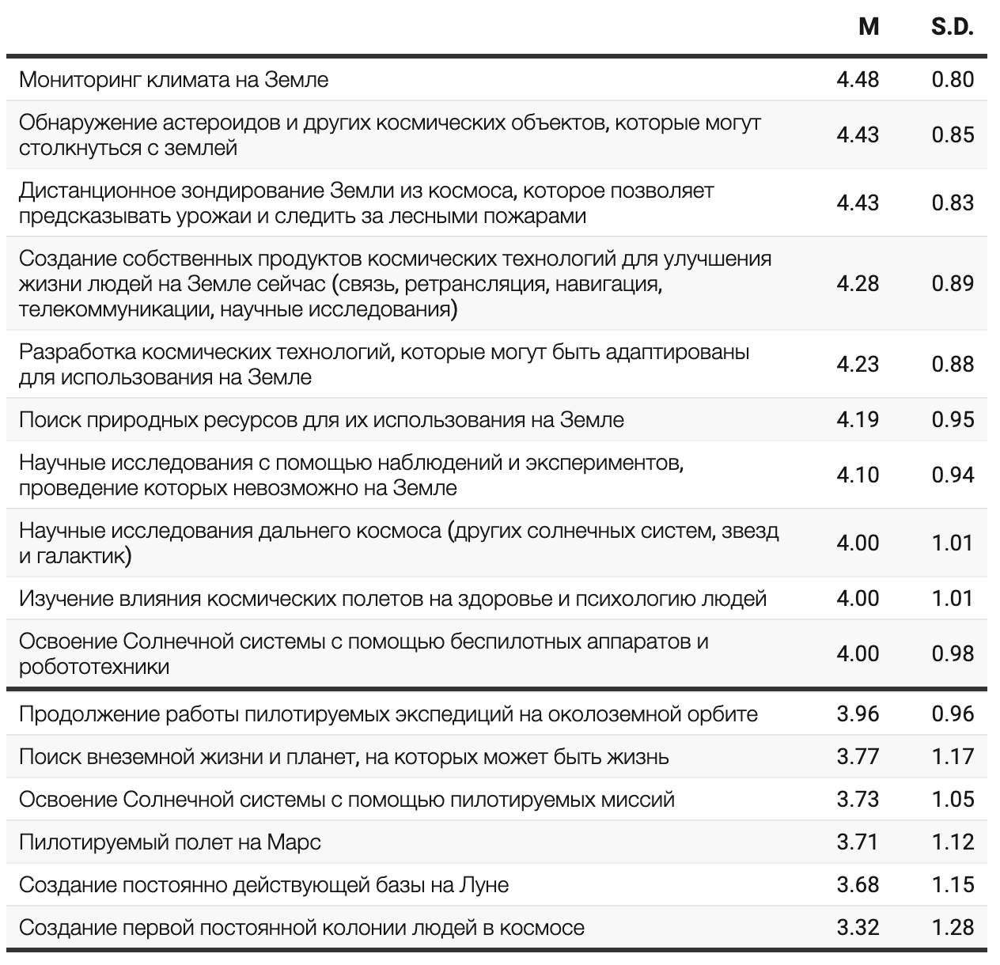 M S.D.
Мониторинг климата на Земле 4.48 0.80
Обнаружение астероидов и других космических объектов, которые могут
столкнуться с землей 4.43 0.85
Дистанционное зондирование Земли из космоса, которое позволяет
предсказывать урожаи и следить за лесными пожарами 4.43 0.83
Создание собственных продуктов космических технологий для улучшения
жизни людей на Земле сейчас (связь, ретрансляция, навигация, 4.28 0.89
телекоммуникации, научные исследования)
Разработка космических технологий, которые могут быть адаптированы
для использования на Земле 4.23 0.88
Поиск природных ресурсов для их использования на Земле 4.19 0.95
Научные исследования с помощью наблюдений и экспериментов,
проведение которых невозможно на Земле 4.10 0.94
Научные исследования дальнего космоса (других солнечных систем, звезд
и галактик) 4.00 1.01
Изучение влияния космических полетов на здоровье и психологию людей 4.00 1.01
Освоение Солнечной системы с помощью беспилотных аппаратов и
робототехники 4.00 0.98
Продолжение работы пилотируемых экспедиций на околоземной орбите 3.96 0.96
Поиск внеземной жизни и планет, на которых может быть жизнь 3.77 1.17
Освоение Солнечной системы с помощью пилотируемых миссий 3.73 1.05
Пилотируемый полет на Марс 3.71 1.12
Создание постоянно действующей базы на Луне 3.68 1.15
Создание первой постоянной колонии людей в космосе 3.32 1.28